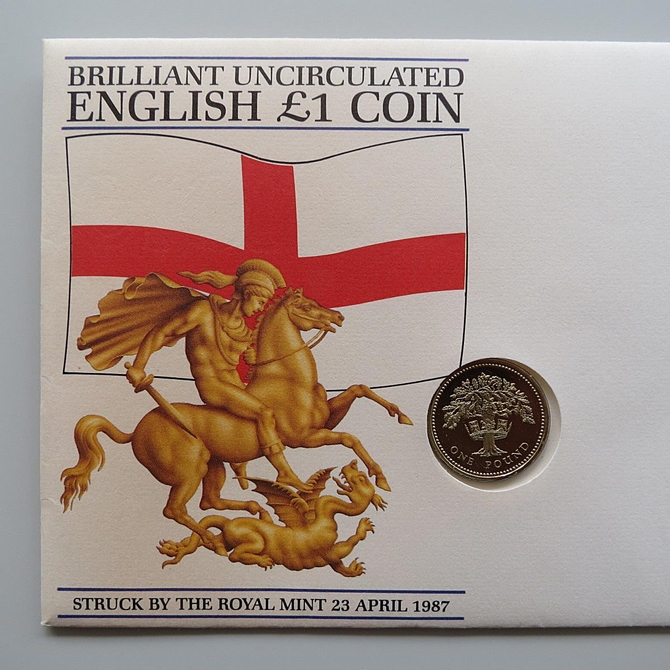 BRILLIANT UNCIRCULATED
ENGLISH £1 COIN
ONE POUND
STRUCK BY THE ROYAL MINT 23 APRIL 1987